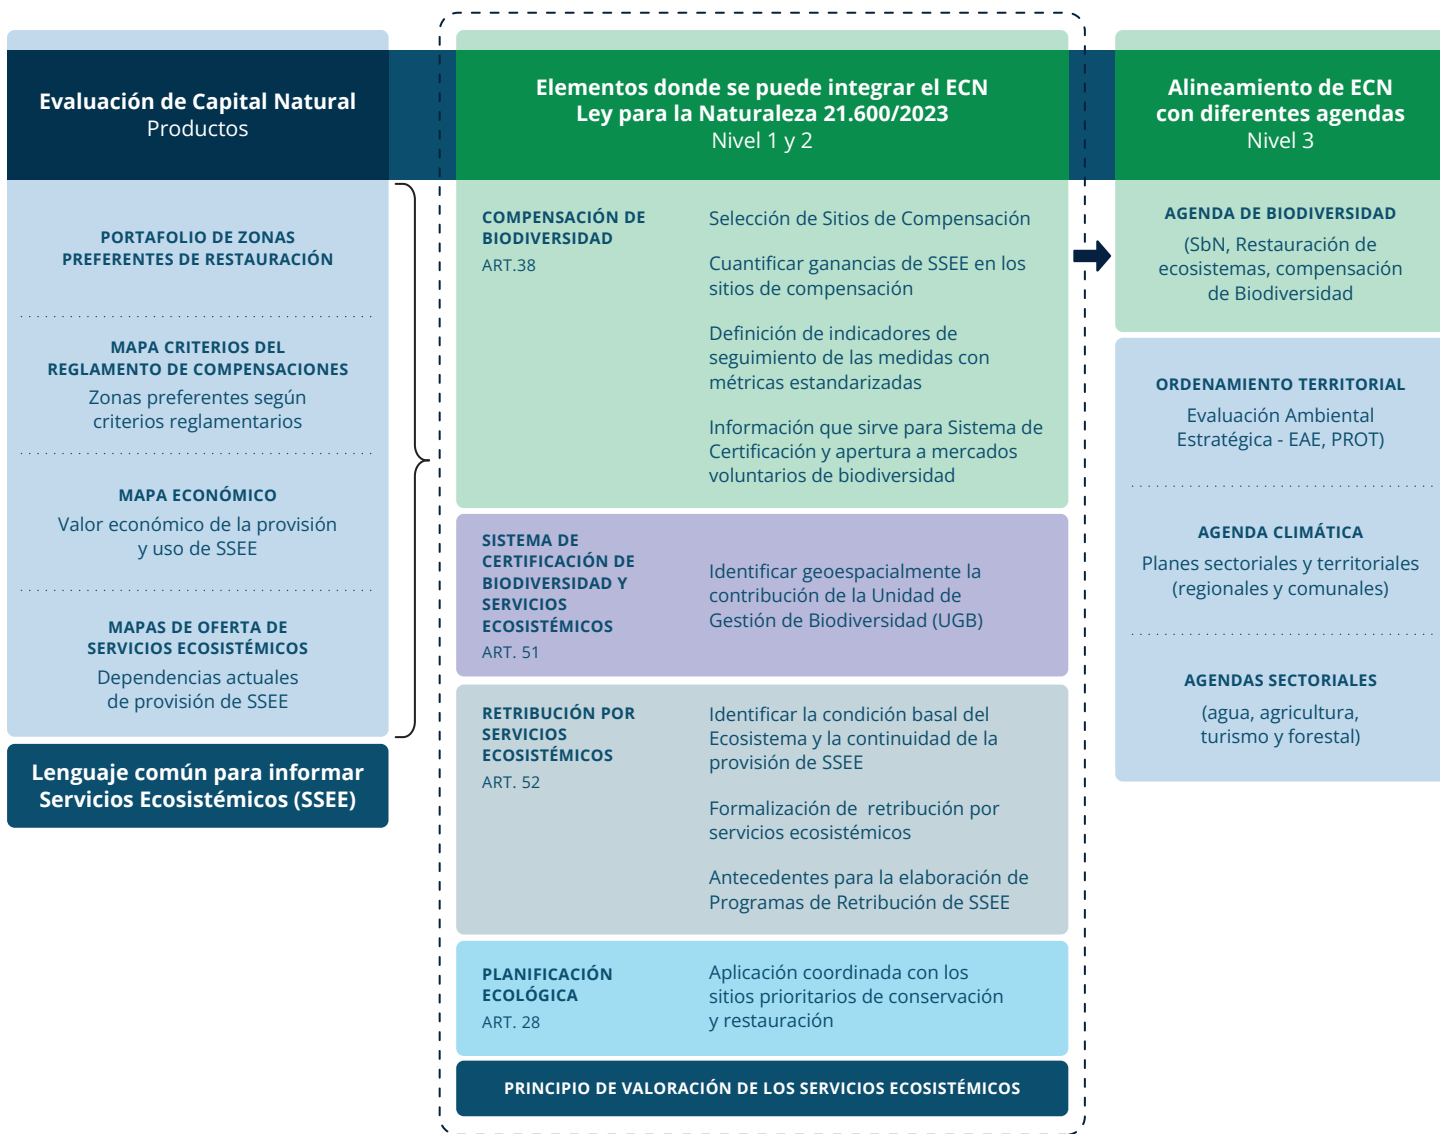 Evaluación de Capital Natural
Productos
PORTAFOLIO DE ZONAS
PREFERENTES DE RESTAURACIÓN
MAPA CRITERIOS DEL
REGLAMENTO DE COMPENSACIONES
Zonas preferentes según
criterios reglamentarios
MAPA ECONÓMICO
Valor económico de la provisión
y uso de SSEE
MAPAS DE OFERTA DE
SERVICIOS ECOSISTÉMICOS
Dependencias actuales
de provisión de SSEE
Lenguaje común para informar
Servicios Ecosistémicos (SSEE)
Elementos donde se puede integrar el ECN
Ley para la Naturaleza 21.600/2023
Nivel 1 y 2
COMPENSACIÓN DE
BIODIVERSIDAD
ART.38
Selección de Sitios de Compensación
Cuantificar ganancias de SSEE en los
sitios de compensación
Definición de indicadores de
seguimiento de las medidas con
métricas estandarizadas
Información que sirve para Sistema de
Certificación y apertura a mercados
voluntarios de biodiversidad
SISTEMA DE
CERTIFICACIÓN DE
BIODIVERSIDAD Y
SERVICIOS
ECOSISTÉMICOS
ART. 51
Identificar geoespacialmente la
contribución de la Unidad de
Gestión de Biodiversidad (UGB)
RETRIBUCIÓN POR
SERVICIOS
ECOSISTÉMICOS
ART. 52
Identificar la condición basal del
Ecosistema y la continuidad de la
provisión de SSEE
Formalización de retribución por
servicios ecosistémicos
Antecedentes para la elaboración de
Programas de Retribución de SSEE
PLANIFICACIÓN
ECOLÓGICA
ART. 28
Aplicación coordinada con los
sitios prioritarios de conservación
y restauración
PRINCIPIO DE VALORACIÓN DE LOS SERVICIOS ECOSISTÉMICOS
Alineamiento de ECN
con diferentes agendas
Nivel 3
AGENDA DE BIODIVERSIDAD
(SbN, Restauración de
ecosistemas, compensación
de Biodiversidad
ORDENAMIENTO TERRITORIAL
Evaluación Ambiental
Estratégica - EAE, PROT)
AGENDA CLIMÁTICA
Planes sectoriales y territoriales
(regionales y comunales)
AGENDAS SECTORIALES
(agua, agricultura,
turismo y forestal)